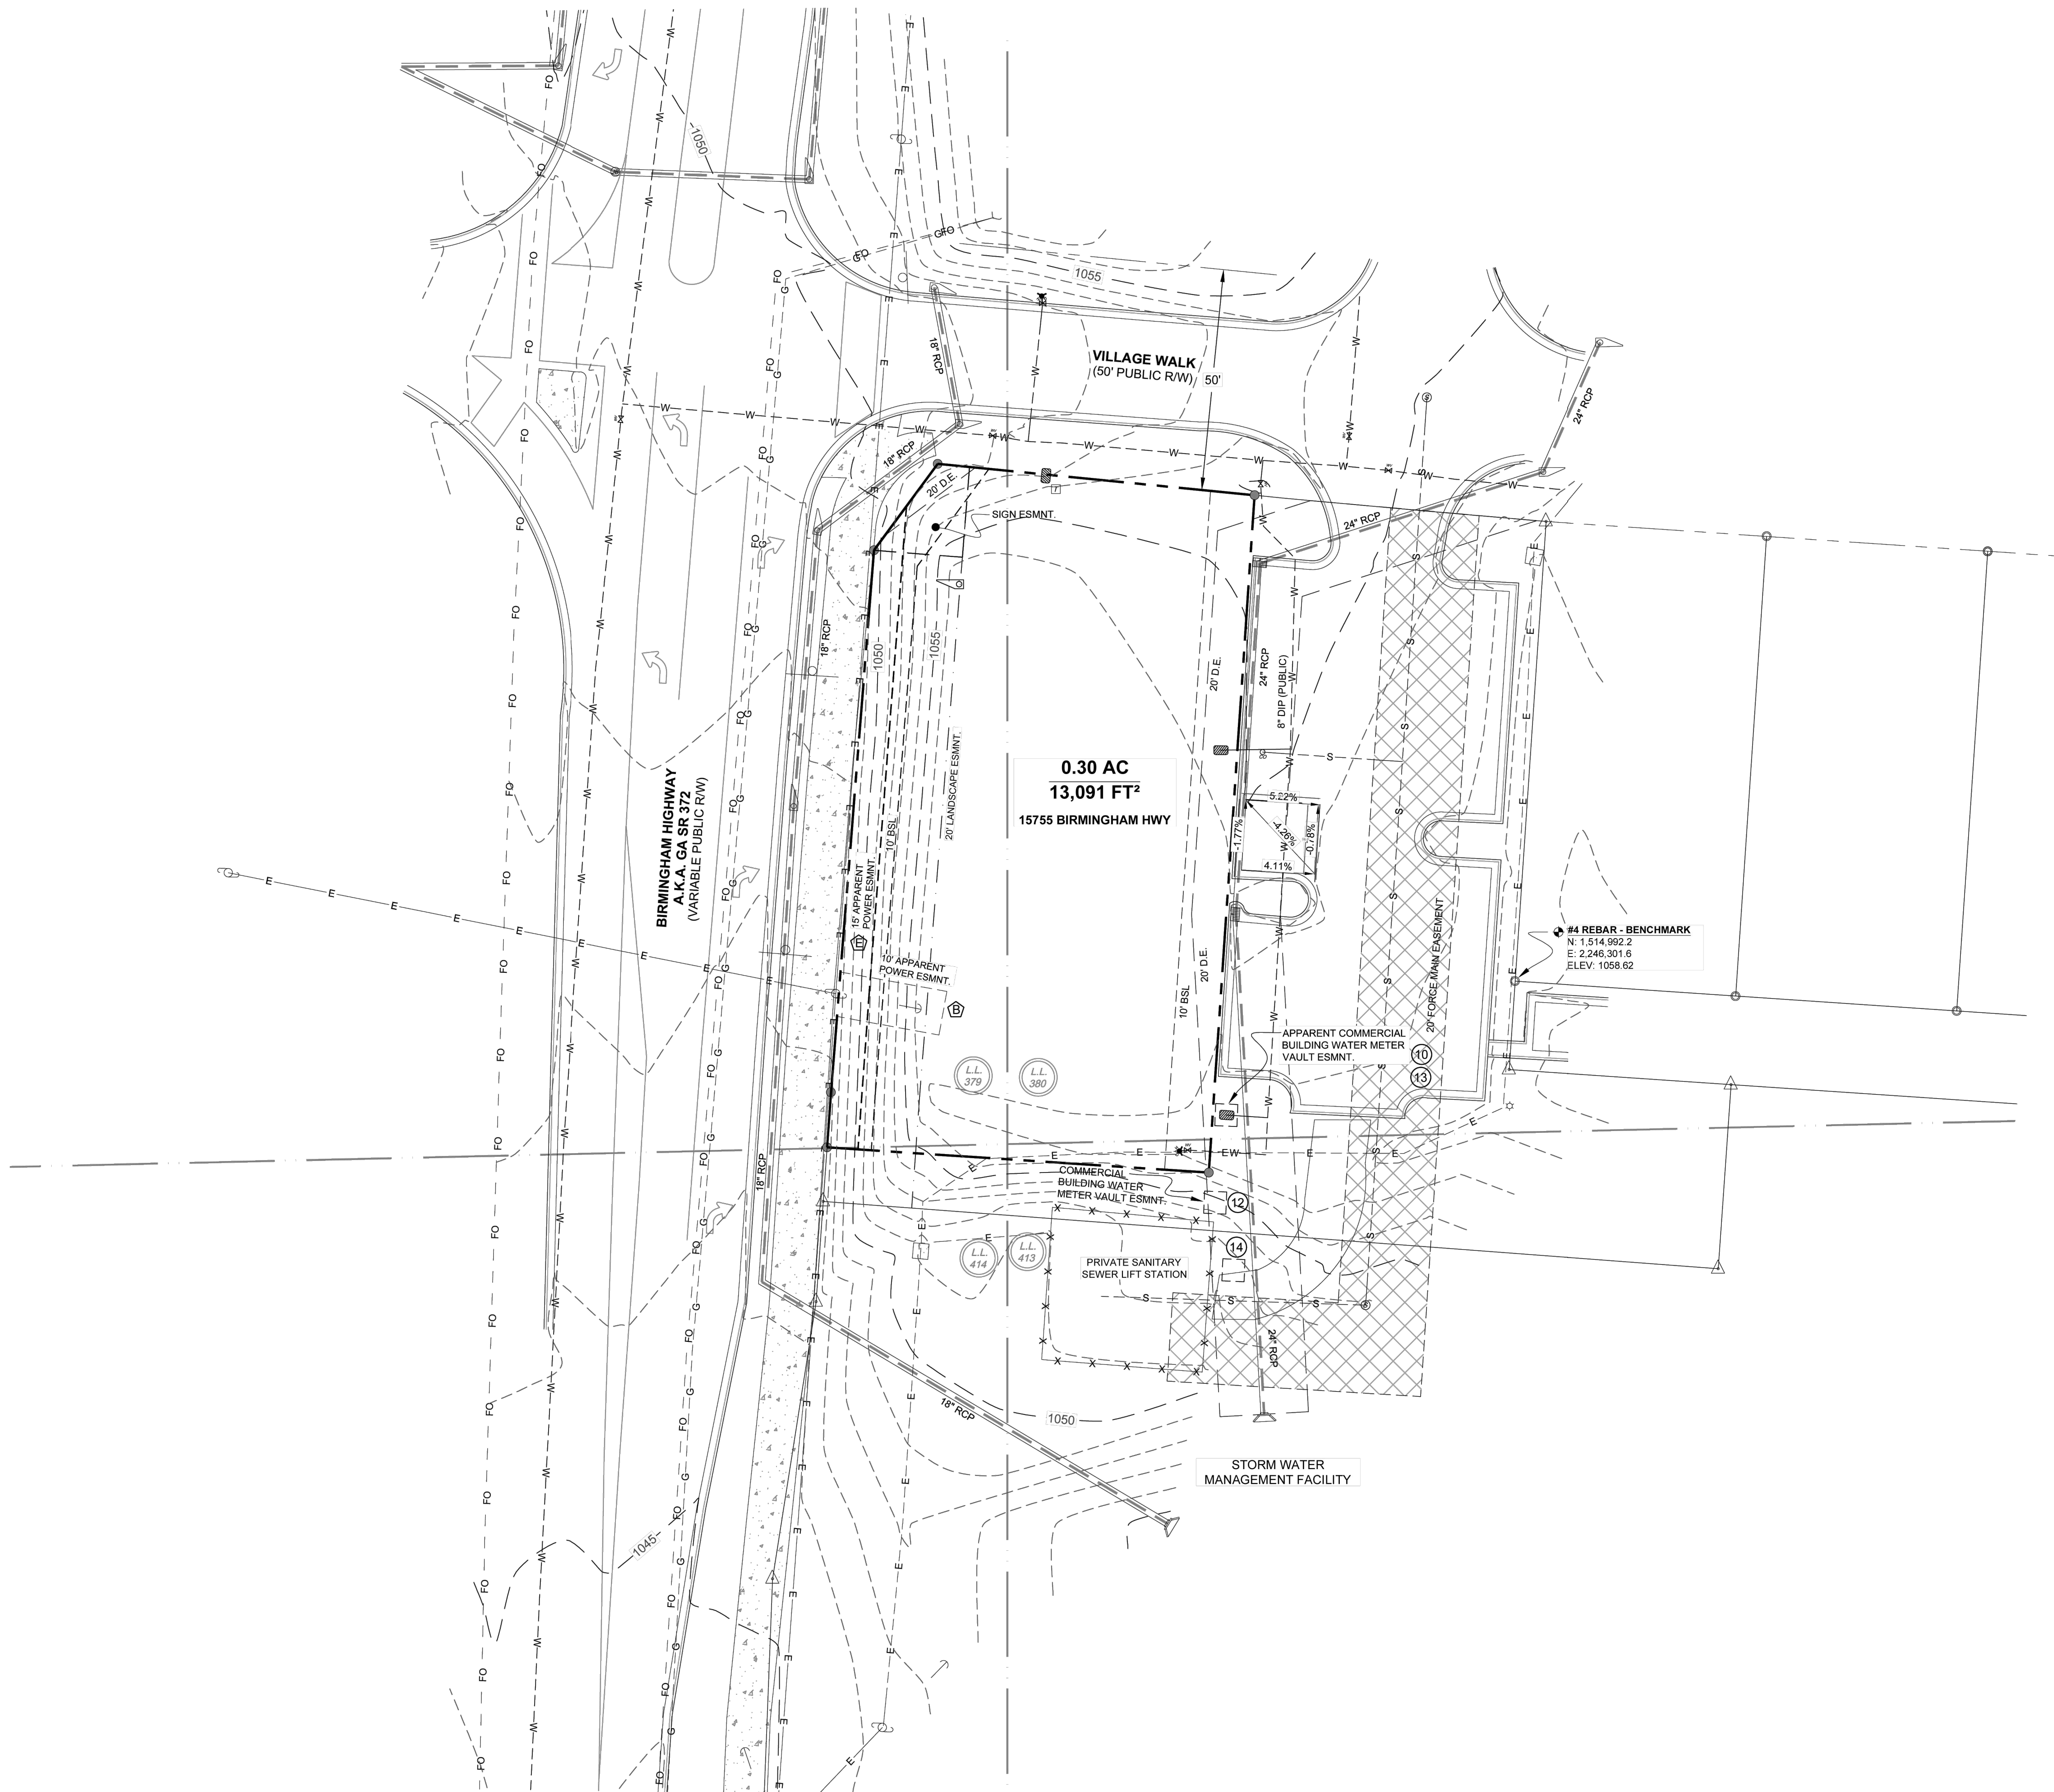 1050
1055
18" RCP
VILLAGE WALK
(50' PUBLIC R/W)
50'
24" RCP
18" RCP
20' D.E.
SIGN ESMNT.
24" RCP
18" RCP
1050
1055
20' D.E.
24" RCP
8" DIP (PUBLIC)
20' LANDSCAPE ESMNT.
0.30 AC
13,091 FT²
15755 BIRMINGHAM HWY
BIRMINGHAM HIGHWAY
A.K.A. GA SR 372
(VARIABLE PUBLIC R/W)
10' BSL
15' APPARENT
POWER ESMNT.
5.22%
-1.77%
-4.26%
-0.78%
4.11%
E
10' APPARENT
POWER ESMNT.
B
20' D.E.
10' BSL
20' FORCE MAIN EASEMENT
#4 REBAR - BENCHMARK
N: 1,514,992.2
E: 2,246,301.6
ELEV: 1058.62
APPARENT COMMERCIAL
BUILDING WATER METER
VAULT ESMNT.
10
13
L.L.
379
L.L.
380
18" RCP
COMMERCIAL
BUILDING WATER
METER VAULT ESMNT.
12
14
L.L.
414
L.L.
413
PRIVATE SANITARY
SEWER LIFT STATION
24" RCP
18" RCP
1050
STORM WATER
MANAGEMENT FACILITY
1045